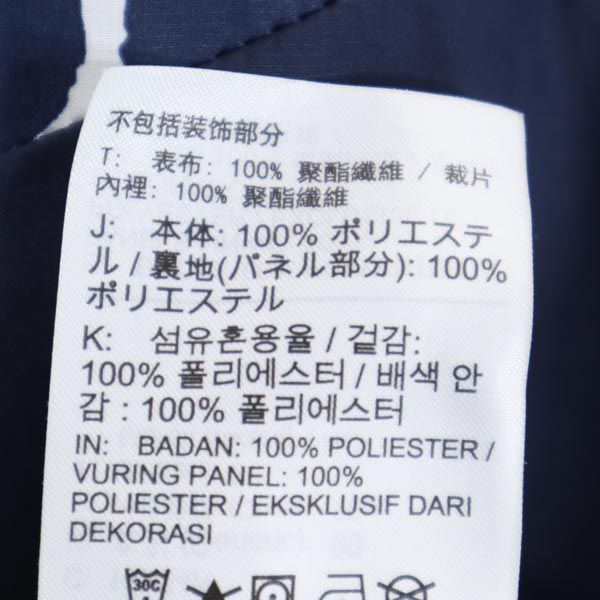 不包括装饰部分
T: 表布: 100% 聚酯纖維 / 裁片
內裡: 100% 聚酯纖維
J: 本体: 100% ポリエステ
ル / 裏地(パネル部分): 100%
ポリエステル
K: 섬유혼용율 / 겉감:
100% 폴리에스터 / 배색 안
감 : 100% 폴리에스터
IN: BADAN: 100% POLIESTER /
VURING PANEL: 100%
POLIESTER / EKSKLUSIF DARI
DEKORASI
30C